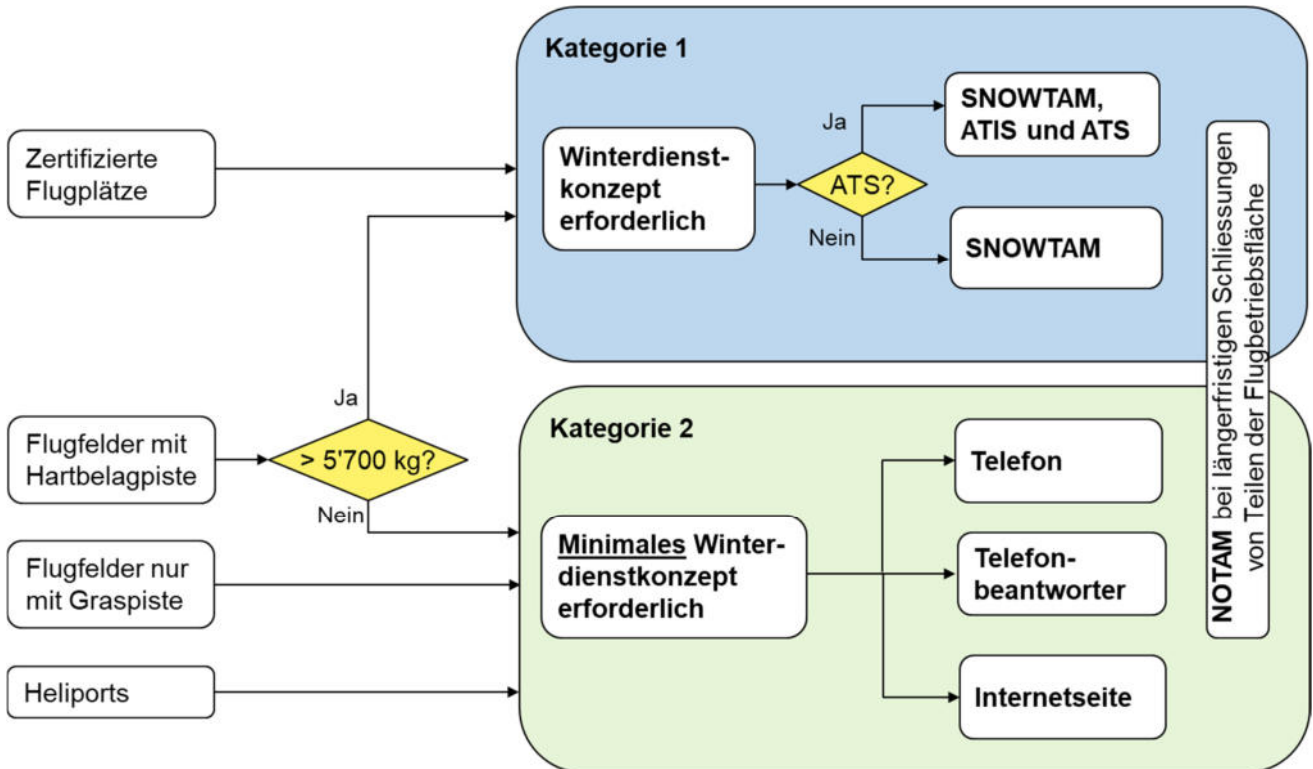 Kategorie 1
Zertifizierte
Flugplätze
Winterdienst-
konzept
erforderlich
ATS?
Ja
SNOWTAM,
ATIS und ATS
Nein
SNOWTAM
Flugfelder mit
Hartbelagpiste
> 5'700 kg?
Ja
Nein
Flugfelder nur
mit Graspiste
Heliports
Kategorie 2
Minimales Winter-
dienstkonzept
erforderlich
Telefon
Telefon-
beantworter
Internetseite
NOTAM bei längerfristigen Schliessungen
von Teilen der Flugbetriebsfläche